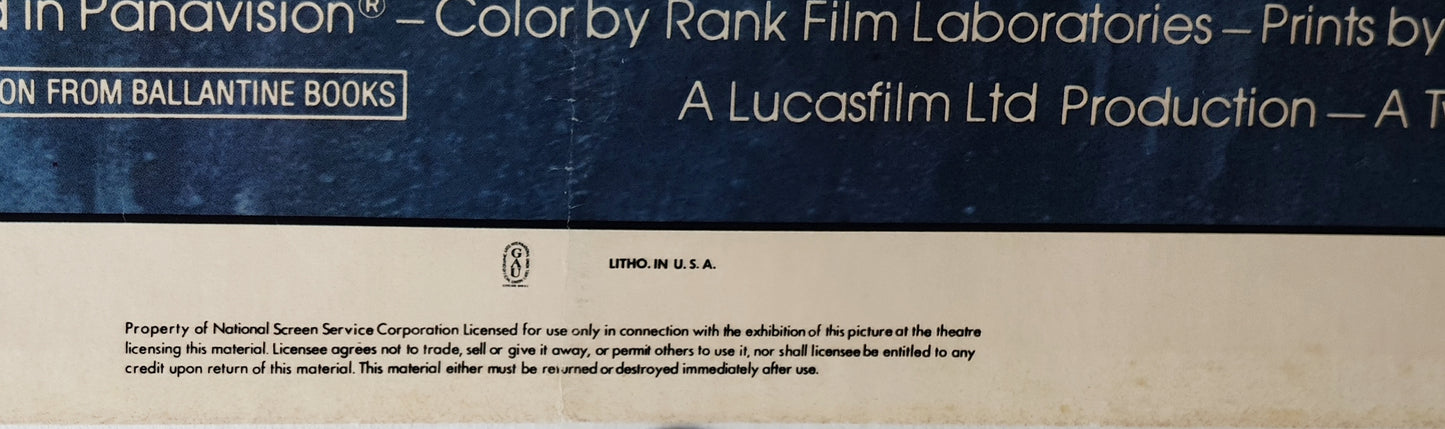 in Panavision® – Color by Rank Film Laboratories – Prints by
ON FROM BALLANTINE BOOKS
A Lucasfilm Ltd Production – A T
GAU
LITHO. IN U. S. A.
Property of National Screen Service Corporation Licensed for use only in connection with the exhibition of this picture at the theatre
licensing this material. Licensee agrees not to trade, sell or give it away, or permit others to use it, nor shall licensee be entitled to any
credit upon return of this material. This material either must be returned or destroyed immediately after use.